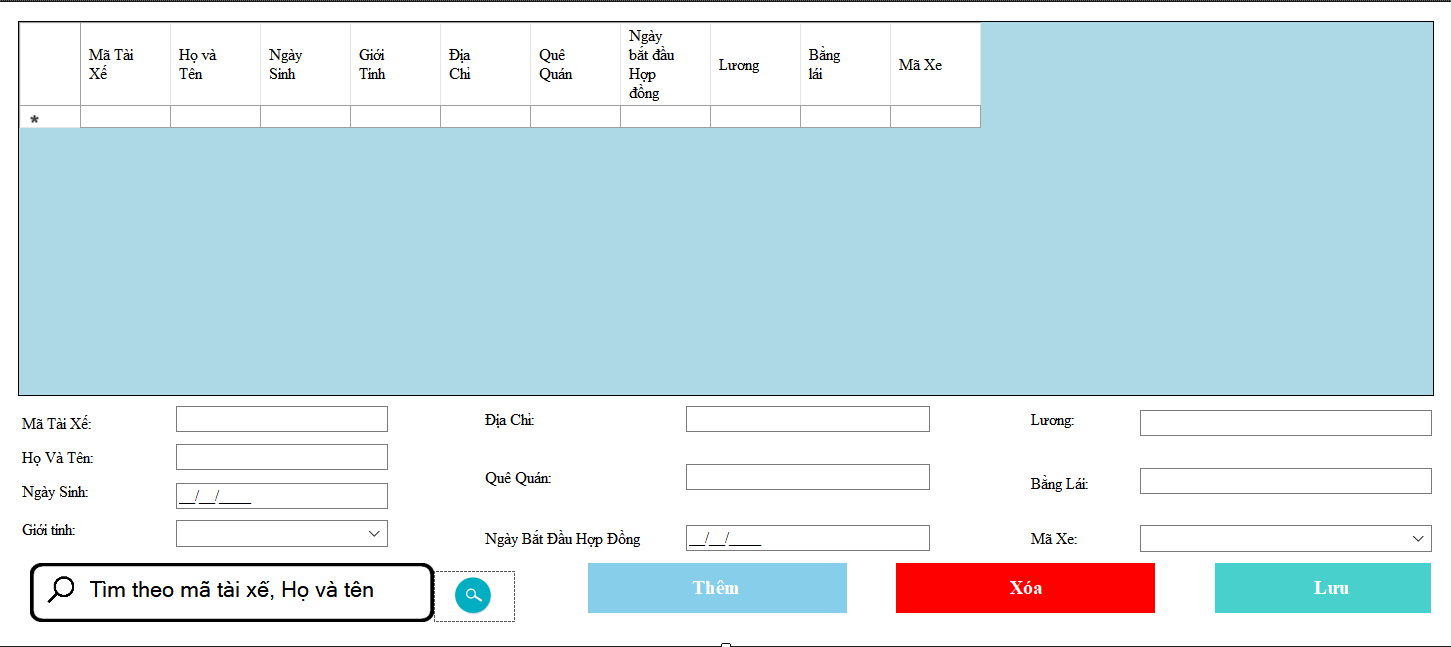 Mã Tài
Xế
Họ và
Tên
Ngày
Sinh
Giới
Tính
Địa
Chỉ
Quê
Quán
Ngày
bắt đầu
Hợp
đồng
Lương
Bằng
lái
Mã Xe
*
Mã Tài Xế:
Họ Và Tên:
Ngày Sinh:
__/__/____
Giới tính:
Địa Chỉ:
Quê Quán:
Ngày Bắt Đầu Hợp Đồng
__/__/____
Lương:
Bằng Lái:
Mã Xe:
Tìm theo mã tài xế, Họ và tên
Thêm
Xóa
Lưu